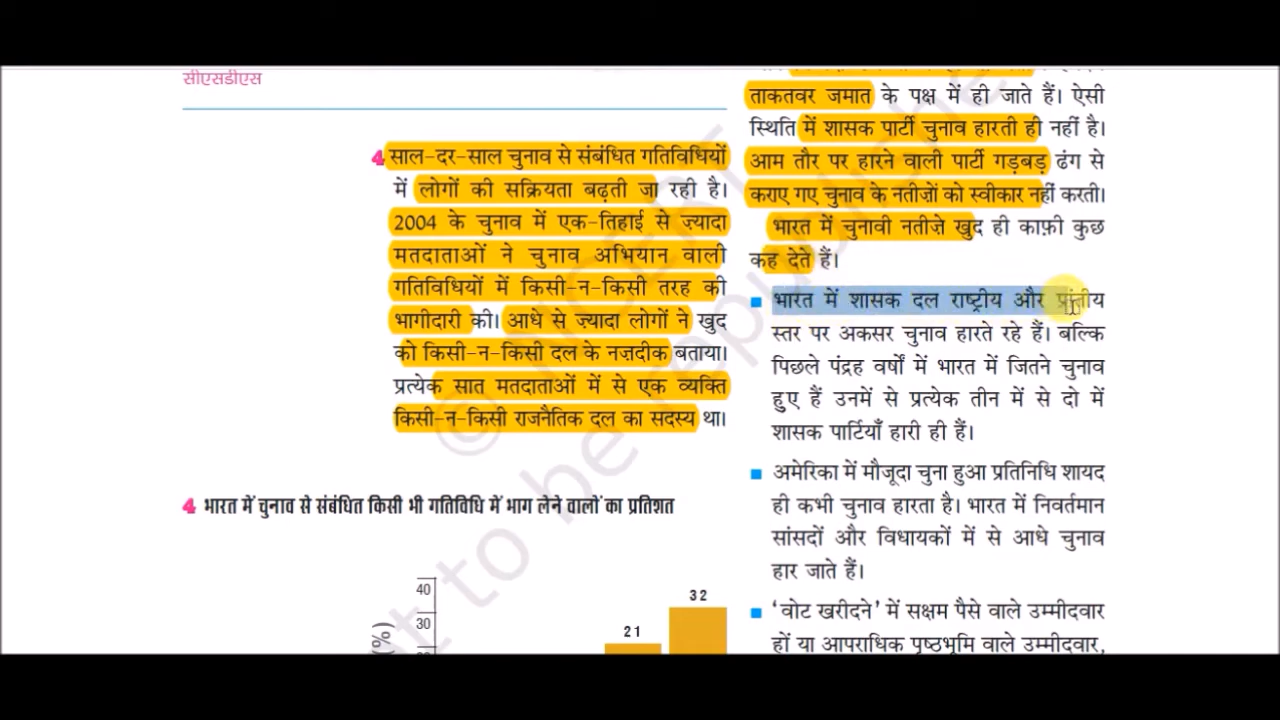 सीएसडीएस
4 साल-दर-साल चुनाव से संबंधित गतिविधियों
में लोगों की सक्रियता बढ़ती जा रही है।
2004 के चुनाव में एक-तिहाई से ज़्यादा
मतदाताओं ने चुनाव अभियान वाली
गतिविधियों में किसी-न-किसी तरह की
भागीदारी की। आधे से ज़्यादा लोगों ने खुद
को किसी-न-किसी दल के नज़दीक बताया।
प्रत्येक सात मतदाताओं में से एक व्यक्ति
किसी-न-किसी राजनैतिक दल का सदस्य था।
4 भारत में चुनाव से संबंधित किसी भी गतिविधि में भाग लेने वालों का प्रतिशत
40
30
(%)
21
32
ताकतवर जमात के पक्ष में ही जाते हैं। ऐसी
स्थिति में शासक पार्टी चुनाव हारती ही नहीं है।
आम तौर पर हारने वाली पार्टी गड़बड़ ढंग से
कराए गए चुनाव के नतीज़ों को स्वीकार नहीं करती।
भारत में चुनावी नतीज़े खुद ही काफ़ी कुछ
कह देते हैं।
भारत में शासक दल राष्ट्रीय और प्रांतीय
स्तर पर अकसर चुनाव हारते रहे हैं। बल्कि
पिछले पंद्रह वर्षों में भारत में जितने चुनाव
हुए हैं उनमें से प्रत्येक तीन में से दो में
शासक पार्टियाँ हारी ही हैं।
अमेरिका में मौजूदा चुना हुआ प्रतिनिधि शायद
ही कभी चुनाव हारता है। भारत में निवर्तमान
सांसदों और विधायकों में से आधे चुनाव
हार जाते हैं।
'वोट खरीदने' में सक्षम पैसे वाले उम्मीदवार
हों या आपराधिक पृष्ठभूमि वाले उम्मीदवार,